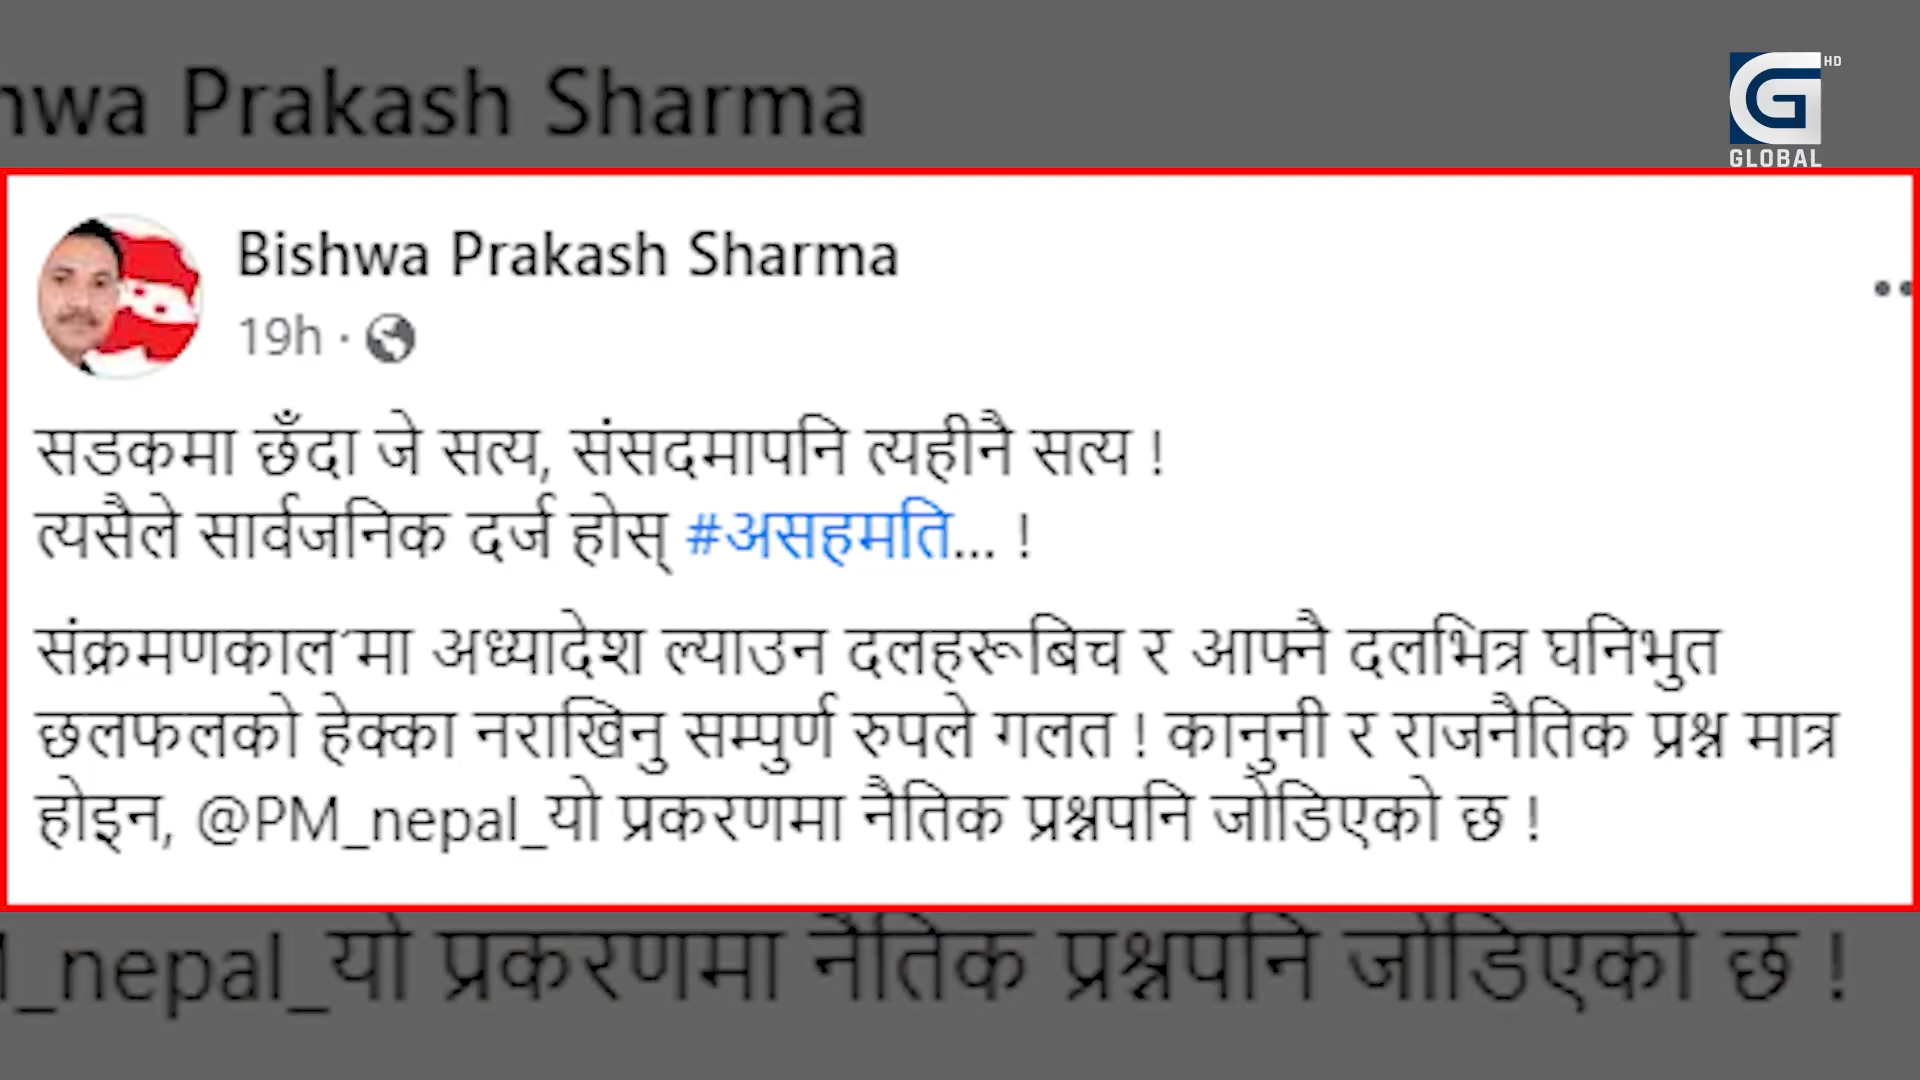 hwa Prakash Sharma
HD
GLOBAL
Bishwa Prakash Sharma
19h ·
सडकमा छँदा जे सत्य, संसदमापनि त्यहीनै सत्य !
त्यसैले सार्वजनिक दर्ज होस् #असहमति... !
संक्रमणकाल´मा अध्यादेश ल्याउन दलहरूबिच र आफ्नै दलभित्र घनिभुत
छलफलको हेक्का नराखिनु सम्पुर्ण रुपले गलत ! कानुनी र राजनैतिक प्रश्न मात्र
होइन, @PM_nepal_यो प्रकरणमा नैतिक प्रश्नपनि जोडिएको छ !
_nepal_यो प्रकरणमा नैतिक प्रश्नपनि जोडिएको छ !